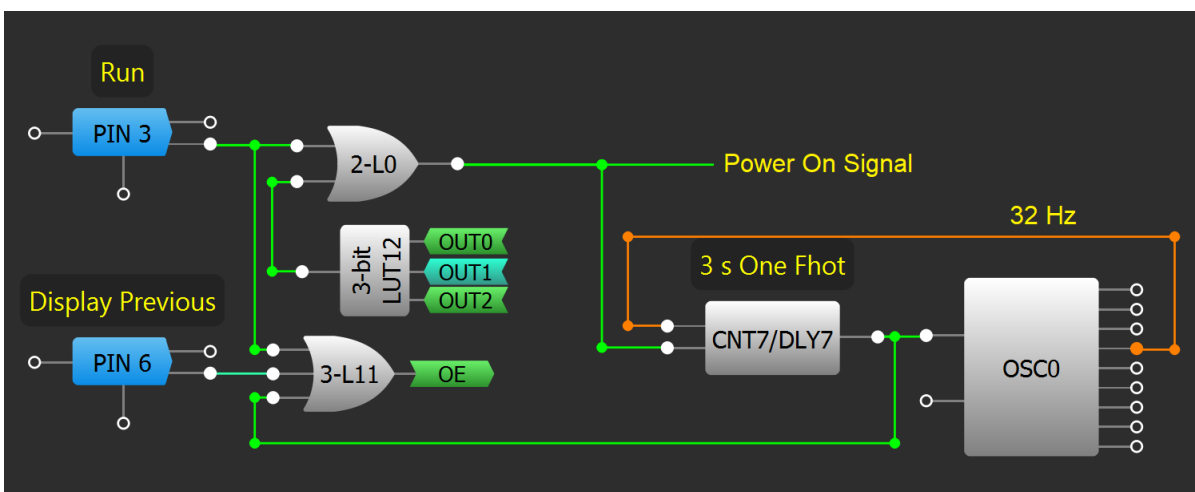 Run
PIN 3
2-L0
Power On Signal
32 Hz
3-bit
LUT12
OUT0
OUT1
OUT2
3 s One Fhot
Display Previous
CNT7/DLY7
PIN 6
3-L11
OE
OSC0